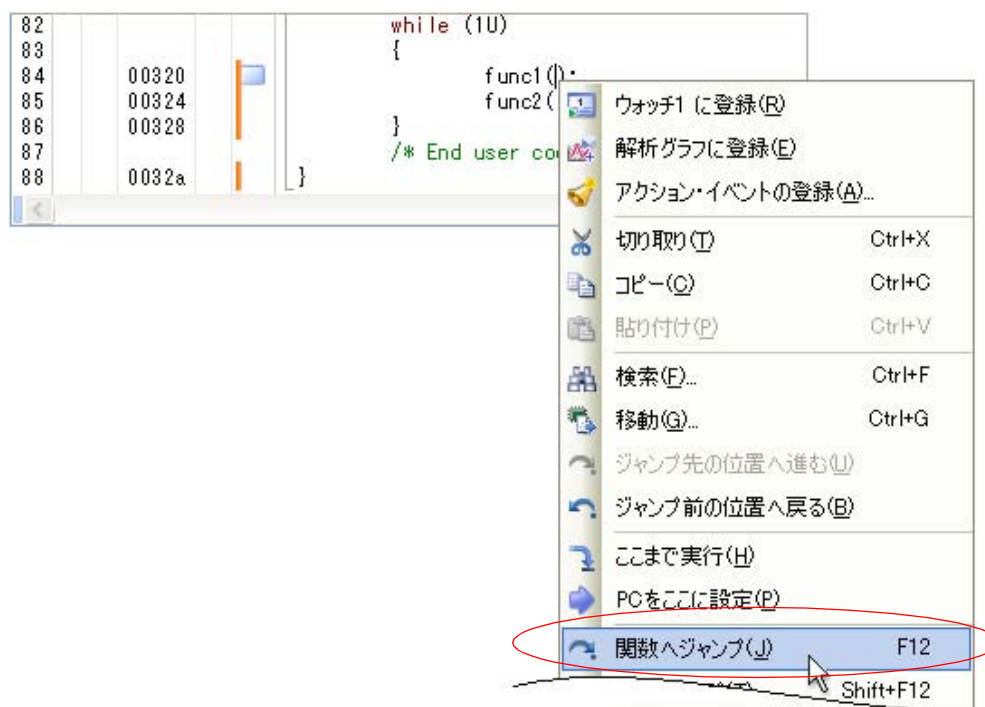 82 while (1U)
83 {
84 00320 func1();
85 00324 func2(
86 00328 }
87 /* End user co
88 0032a }
ウォッチ1 に登録(R)
解析グラフに登録(E)
アクション・イベントの登録(A)...
切り取り(T) Ctrl+X
コピー(C) Ctrl+C
貼り付け(P) Ctrl+V
検索(F)... Ctrl+F
移動(G)... Ctrl+G
ジャンプ先の位置へ進む(U)
ジャンプ前の位置へ戻る(B)
ここまで実行(H)
PCをここに設定(P)
関数へジャンプ(J) F12
Shift+F12